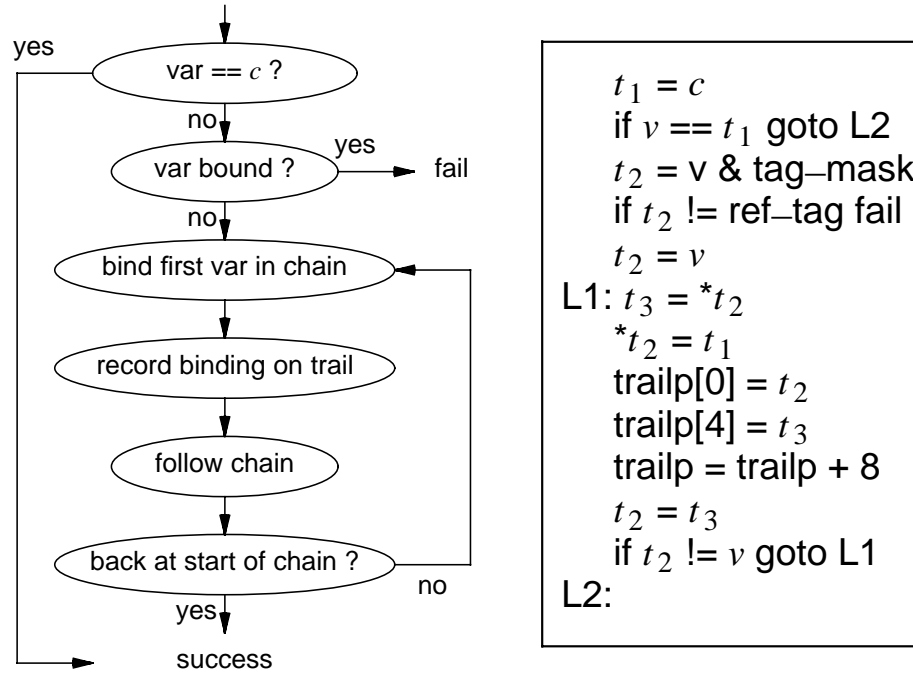 yes
var == c ?
no
var bound ?
yes
fail
no
bind first var in chain
record binding on trail
follow chain
back at start of chain ?
no
yes
success
t1 = c
if v == t1 goto L2
t2 = v & tag–mask
if t2 != ref–tag fail
t2 = v
L1: t3 = *t2
*t2 = t1
trailp[0] = t2
trailp[4] = t3
trailp = trailp + 8
t2 = t3
if t2 != v goto L1
L2: